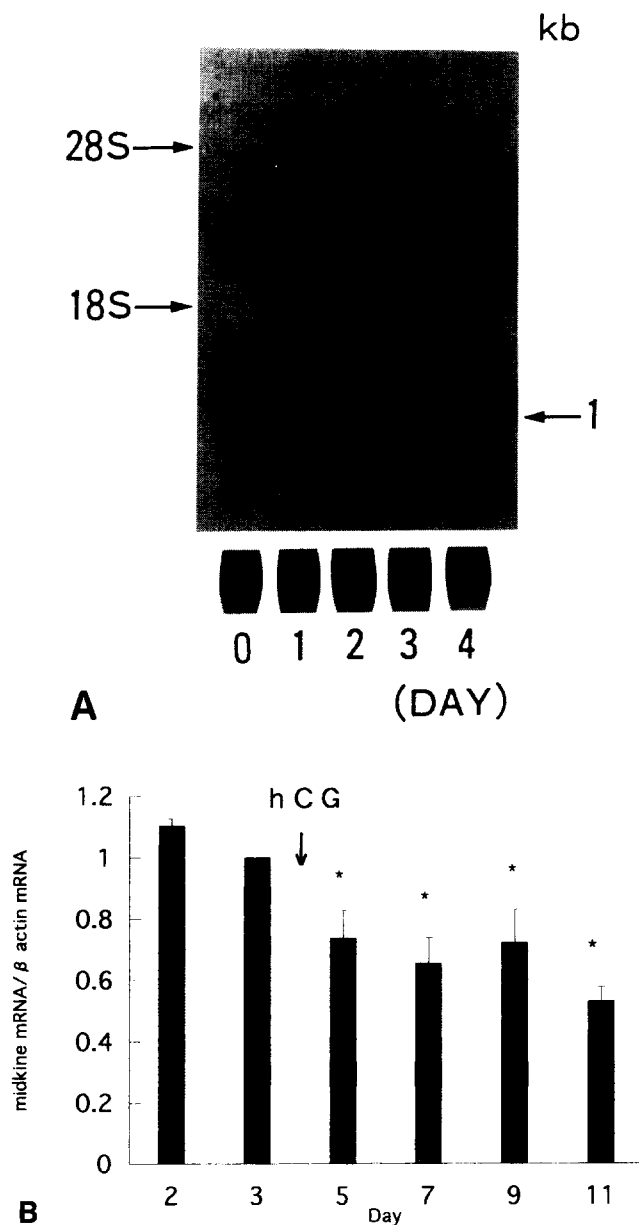 kb
28S
18S
1
0 1 2 3 4
A (DAY)
1.2
1
0.8
0.6
0.4
0.2
0
midkine mRNA/ β actin mRNA
h C G
* * * *
2 3 5 7 9 11
B Day